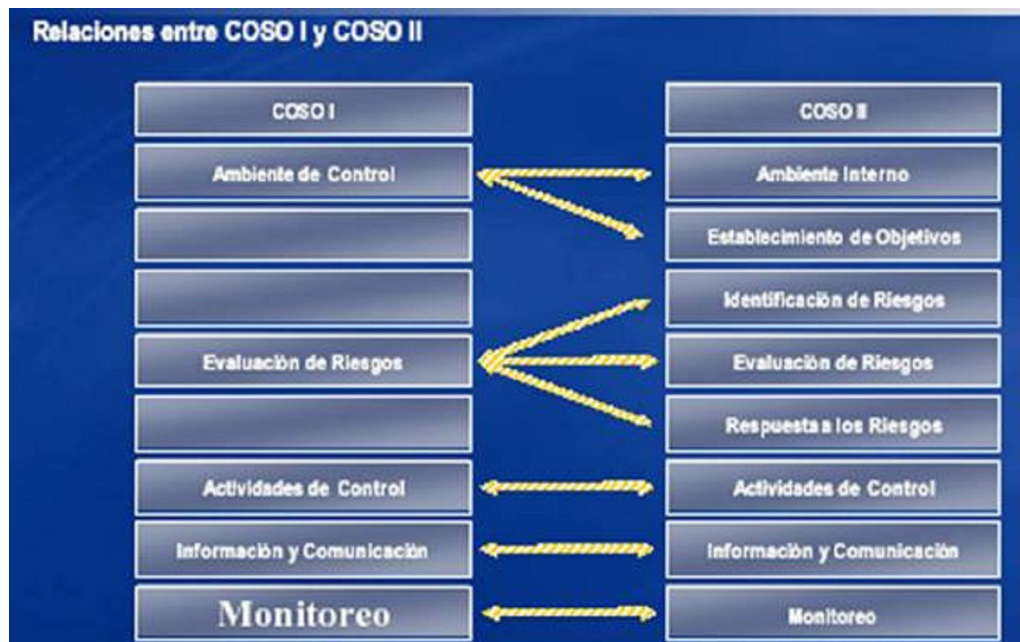 Relaciones entre COSO I y COSO II
COSO I
COSO II
Ambiente de Control
Ambiente Interno
Establecimiento de Objetivos
Identificación de Riesgos
Evaluación de Riesgos
Evaluación de Riesgos
Respuesta a los Riesgos
Actividades de Control
Actividades de Control
Información y Comunicación
Información y Comunicación
Monitoreo
Monitoreo